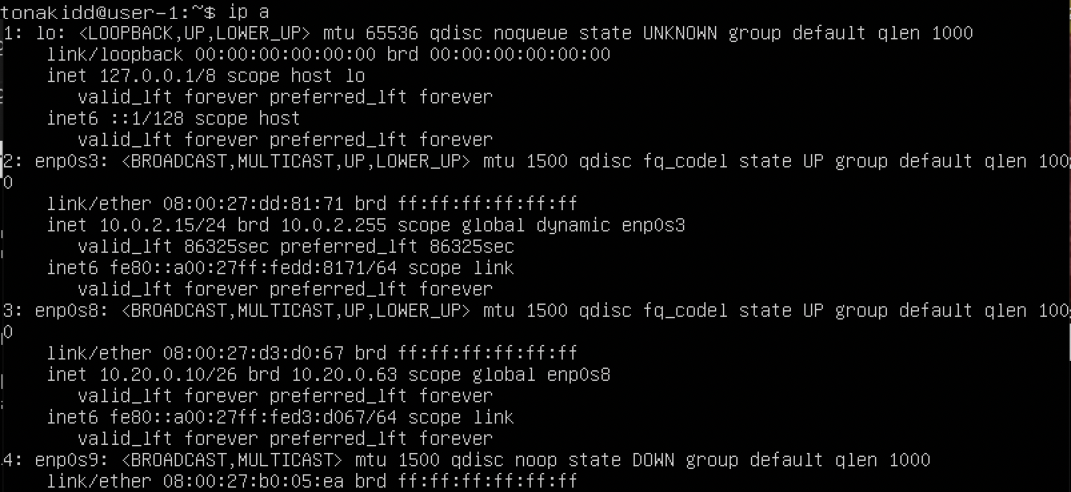 tonakidd@user-1:~$ ip a
1: lo: <LOOPBACK,UP,LOWER_UP> mtu 65536 qdisc noqueue state UNKNOWN group default qlen 1000
    link/loopback 00:00:00:00:00:00 brd 00:00:00:00:00:00
    inet 127.0.0.1/8 scope host lo
       valid_lft forever preferred_lft forever
    inet6 ::1/128 scope host
       valid_lft forever preferred_lft forever
2: enp0s3: <BROADCAST,MULTICAST,UP,LOWER_UP> mtu 1500 qdisc fq_codel state UP group default qlen 100
0
    link/ether 08:00:27:dd:81:71 brd ff:ff:ff:ff:ff:ff
    inet 10.0.2.15/24 brd 10.0.2.255 scope global dynamic enp0s3
       valid_lft 86325sec preferred_lft 86325sec
    inet6 fe80::a00:27ff:fedd:8171/64 scope link
       valid_lft forever preferred_lft forever
3: enp0s8: <BROADCAST,MULTICAST,UP,LOWER_UP> mtu 1500 qdisc fq_codel state UP group default qlen 100
0
    link/ether 08:00:27:d3:d0:67 brd ff:ff:ff:ff:ff:ff
    inet 10.20.0.10/26 brd 10.20.0.63 scope global enp0s8
       valid_lft forever preferred_lft forever
    inet6 fe80::a00:27ff:fed3:d067/64 scope link
       valid_lft forever preferred_lft forever
4: enp0s9: <BROADCAST,MULTICAST> mtu 1500 qdisc noop state DOWN group default qlen 1000
    link/ether 08:00:27:b0:05:ea brd ff:ff:ff:ff:ff:ff